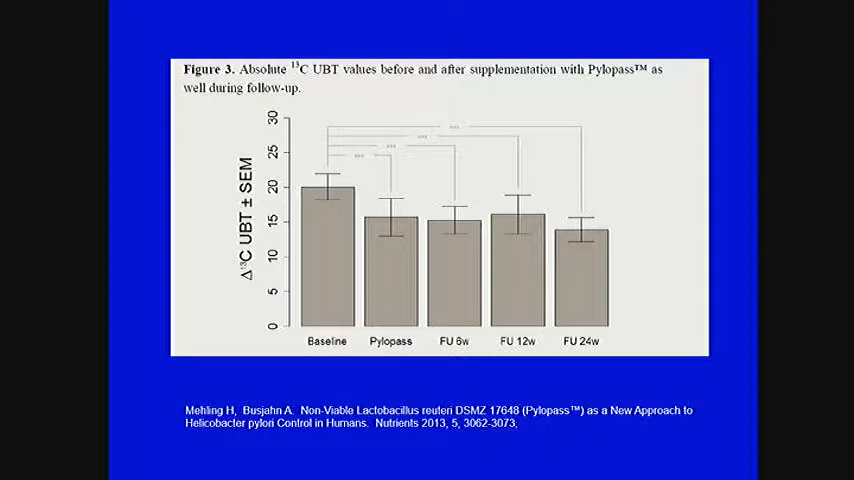 Figure 3. Absolute ¹³C UBT values before and after supplementation with Pylopass™ as
well during follow-up.
Δ¹³C UBT ± SEM
30
25
20
15
10
5
0
***
***
***
***
Baseline Pylopass FU 6w FU 12w FU 24w
Mehling H, Busjahn A. Non-Viable Lactobacillus reuteri DSMZ 17648 (Pylopass™) as a New Approach to
Helicobacter pylori Control in Humans. Nutrients 2013, 5, 3062-3073,